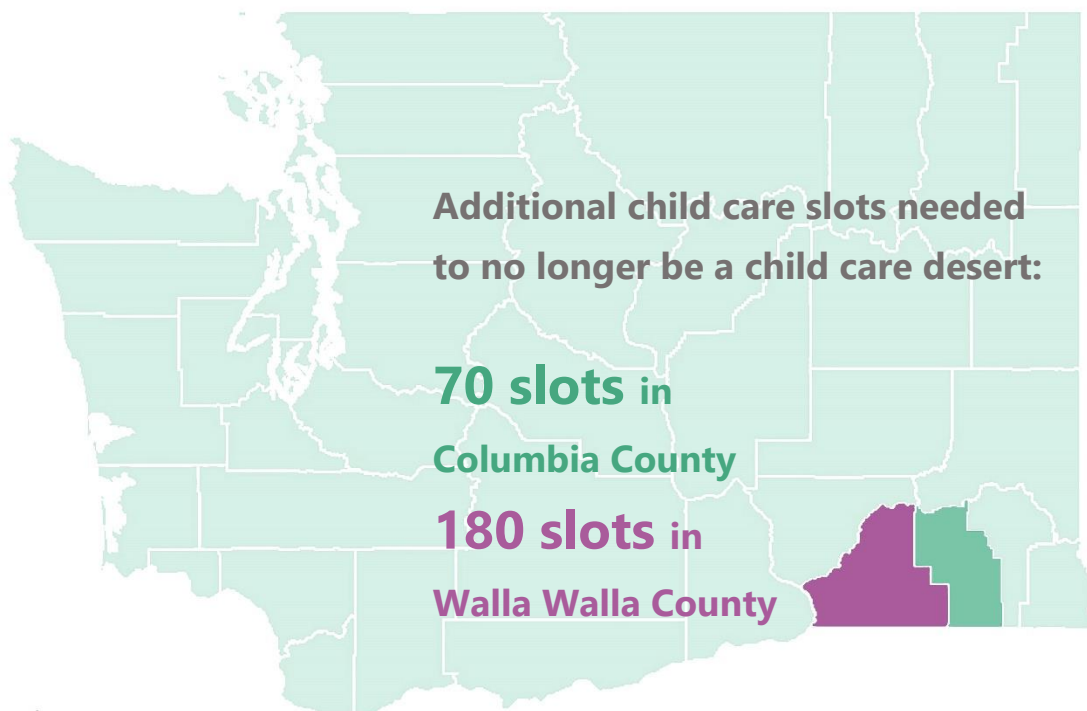 Additional child care slots needed
to no longer be a child care desert:
70 slots in
Columbia County
180 slots in
Walla Walla County